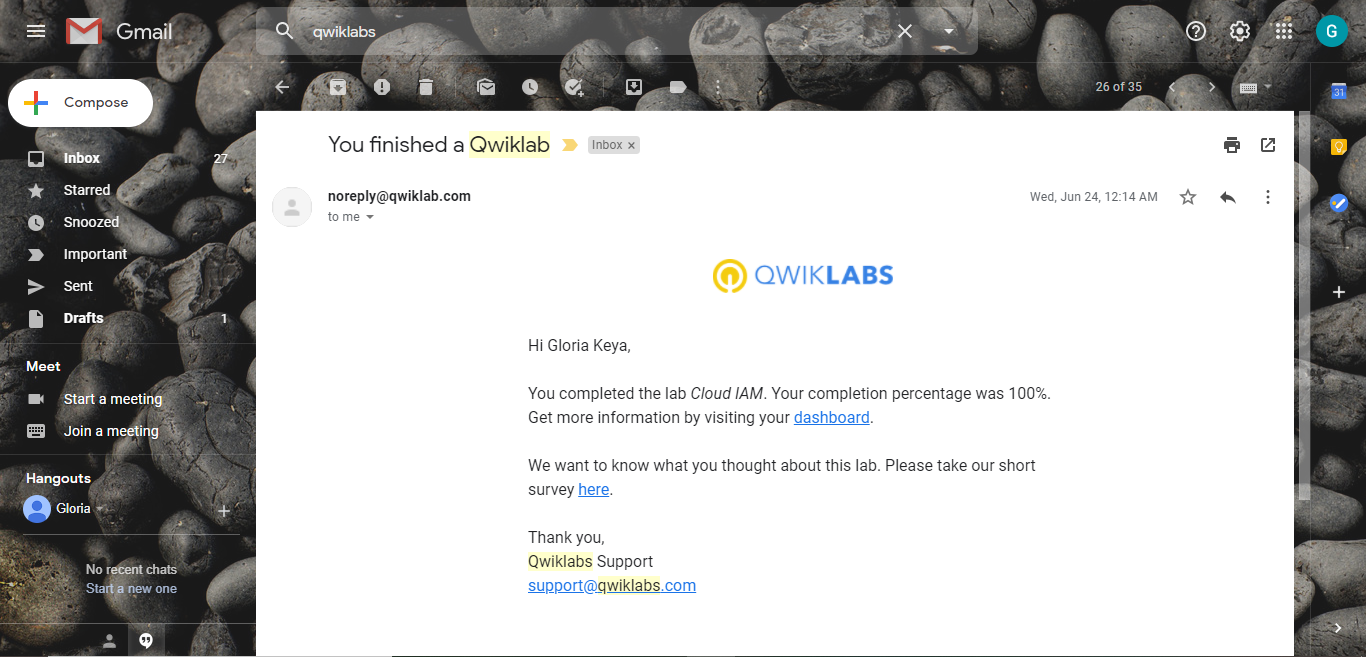 Gmail
qwiklabs
G
Compose
26 of 35
31
You finished a Qwiklab
Inbox ×
Inbox 27
Starred
Snoozed
Important
Sent
Drafts 1
noreply@qwiklab.com
Wed, Jun 24, 12:14 AM
to me
QWIKLABS
Hi Gloria Keya,
You completed the lab Cloud IAM. Your completion percentage was 100%.
Get more information by visiting your dashboard.
We want to know what you thought about this lab. Please take our short
survey here.
Thank you,
Qwiklabs Support
support@qwiklabs.com
Meet
Start a meeting
Join a meeting
Hangouts
Gloria
No recent chats
Start a new one